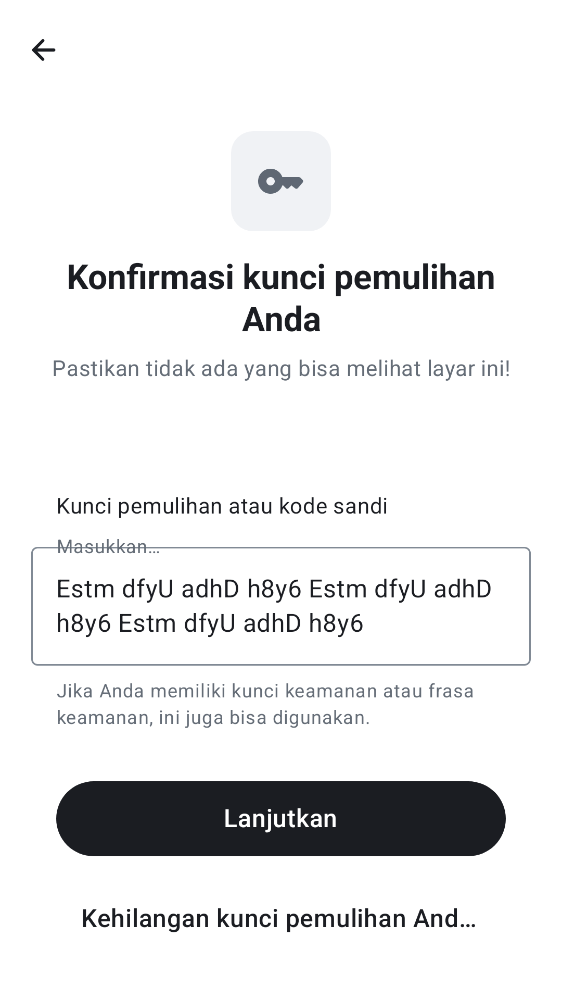 Konfirmasi kunci pemulihan
Anda
Pastikan tidak ada yang bisa melihat layar ini!
Kunci pemulihan atau kode sandi
Masukkan…
Estm dfyU adhD h8y6 Estm dfyU adhD
h8y6 Estm dfyU adhD h8y6
Jika Anda memiliki kunci keamanan atau frasa
keamanan, ini juga bisa digunakan.
Lanjutkan
Kehilangan kunci pemulihan And…